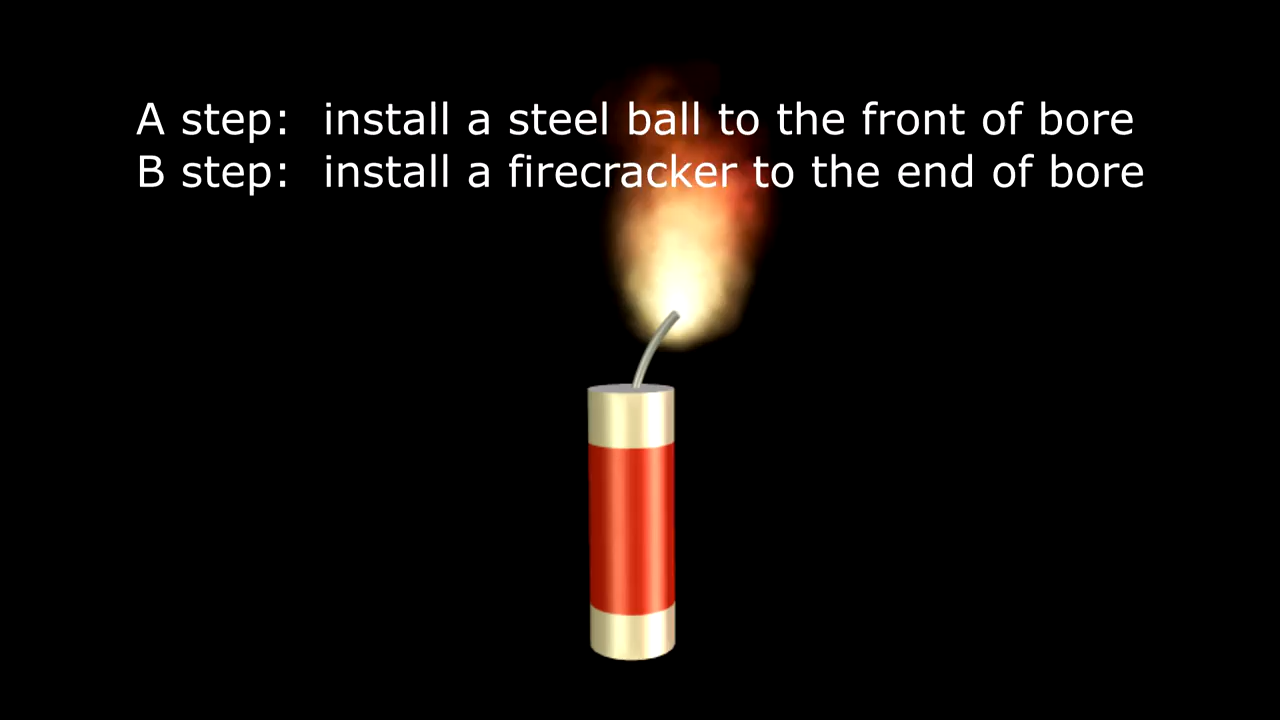 A step:  install a steel ball to the front of bore
B step:  install a firecracker to the end of bore